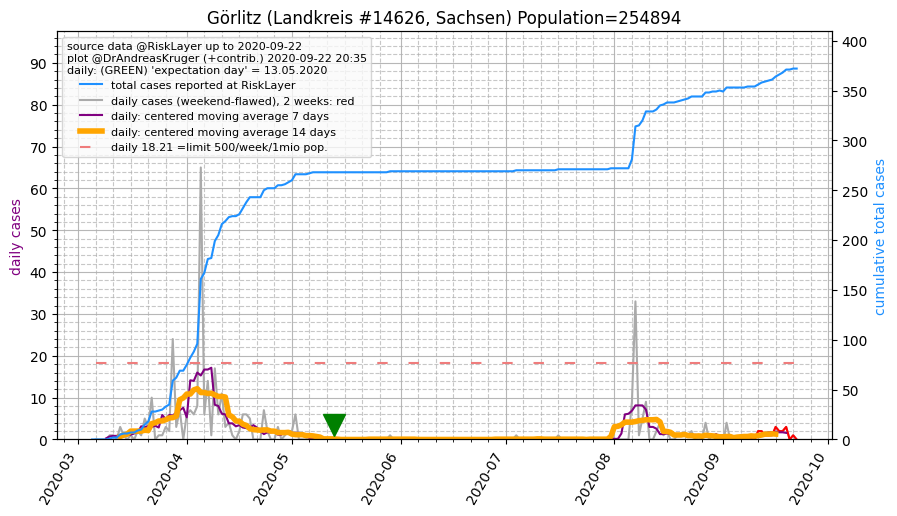 Görlitz (Landkreis #14626, Sachsen) Population=254894
source data @RiskLayer up to 2020-09-22
plot @DrAndreasKruger (+contrib.) 2020-09-22 20:35
daily: (GREEN) 'expectation day' = 13.05.2020
total cases reported at RiskLayer
daily cases (weekend-flawed), 2 weeks: red
daily: centered moving average 7 days
daily: centered moving average 14 days
daily 18.21 =limit 500/week/1mio pop.
daily cases
90
80
70
60
50
40
30
20
10
0
400
350
300
250
200
150
100
50
0
cumulative total cases
2020-03
2020-04
2020-05
2020-06
2020-07
2020-08
2020-09
2020-10